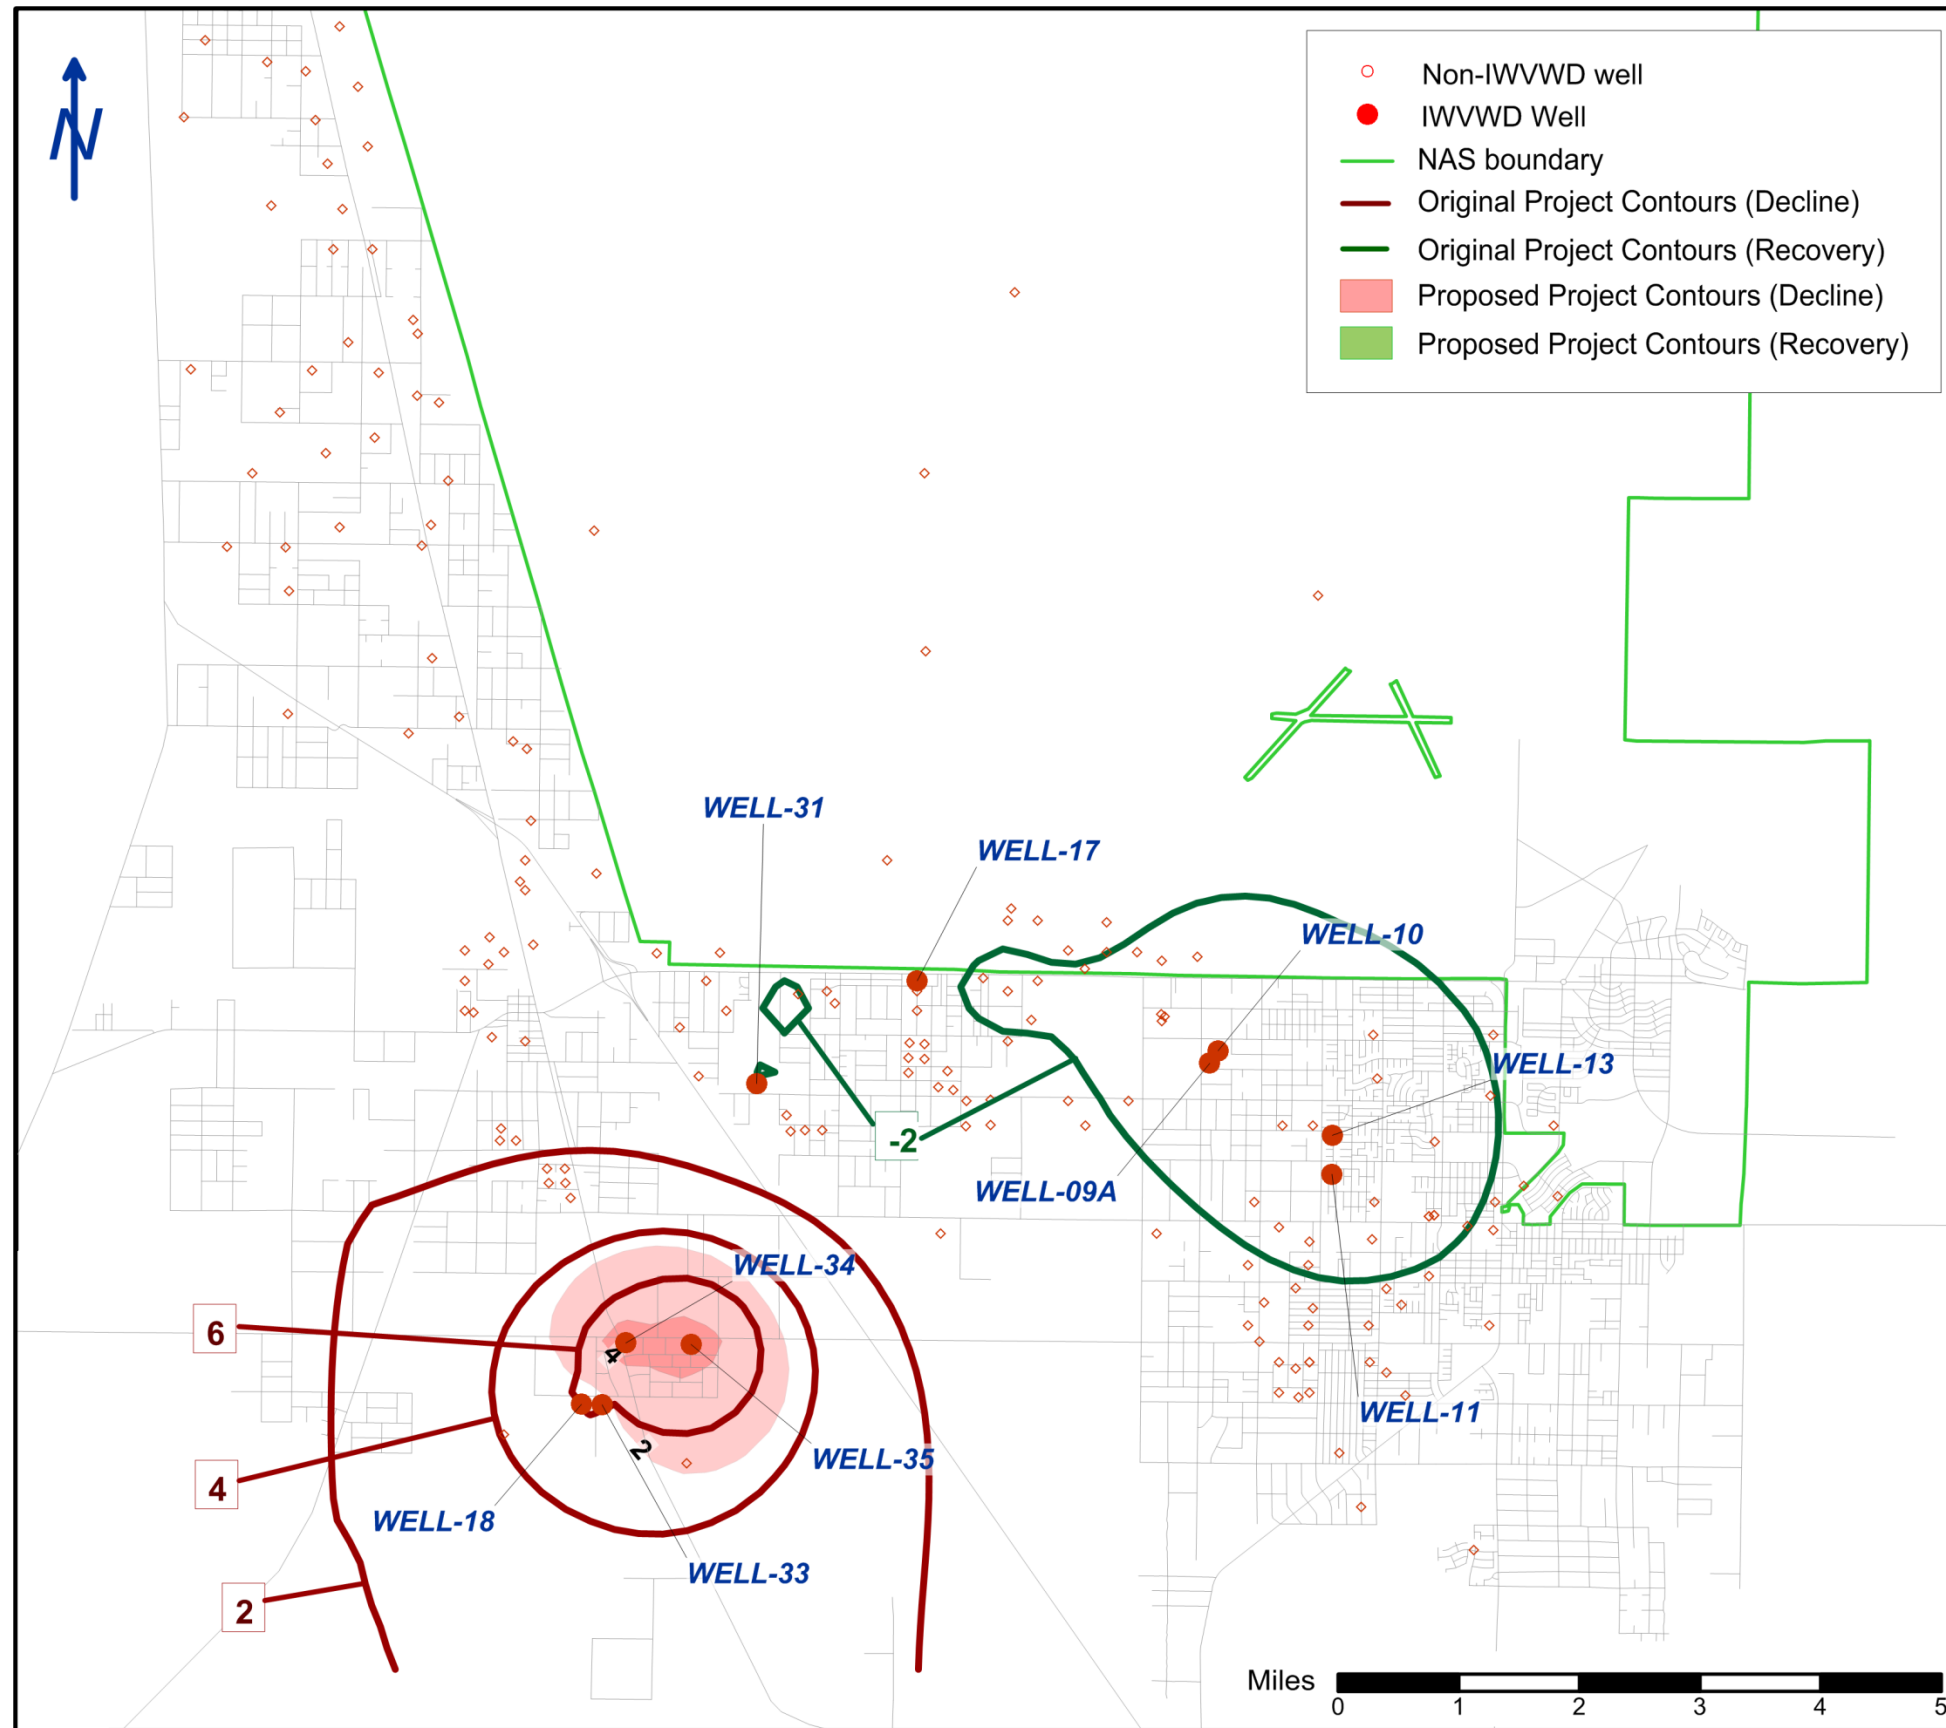 N
Non-IWVWD well
IWVWD Well
NAS boundary
Original Project Contours (Decline)
Original Project Contours (Recovery)
Proposed Project Contours (Decline)
Proposed Project Contours (Recovery)
WELL-31
WELL-17
WELL-10
WELL-13
-2
WELL-09A
WELL-34
6
4
WELL-11
2
WELL-35
4
WELL-18
WELL-33
2
Miles
0 1 2 3 4 5